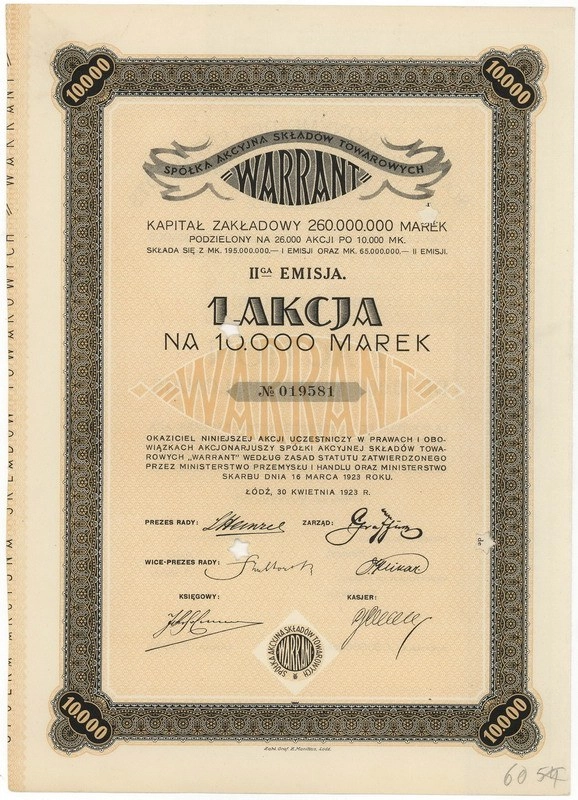 10.000
10.000
SPÓŁKA AKCYJNA SKŁADÓW TOWAROWYCH
"WARRANT"
KAPITAŁ ZAKŁADOWY 260.000.000 MAREK
PODZIELONY NA 26.000 AKCJI PO 10.000 MK.
SKŁADA SIĘ Z MK. 195.000.000.— I EMISJI ORAZ MK. 65.000.000.— II EMISJI.
IIGA EMISJA.
1 AKCJA
NA 10.000 MAREK
"WARRANT"
№ 019581
OKAZICIEL NINIEJSZEJ AKCJI UCZESTNICZY W PRAWACH I OBO-
WIĄZKACH AKCJONARJUSZY SPÓŁKI AKCYJNEJ SKŁADÓW TOWA-
ROWYCH „WARRANT" WEDŁUG ZASAD STATUTU ZATWIERDZONEGO
PRZEZ MINISTERSTWO PRZEMYSŁU I HANDLU ORAZ MINISTERSTWO
SKARBU DNIA 16 MARCA 1923 ROKU.
ŁÓDŹ, 30 KWIETNIA 1923 R.
PREZES RADY: ZARZĄD:
WICE-PREZES RADY:
KSIĘGOWY: KASJER:
SPÓŁKA AKCYJNA SKŁADÓW TOWAROWYCH
WARRANT
10.000
10.000
SPÓŁKA AKCYJNA SKŁADÓW TOWAROWYCH "WARRANT"